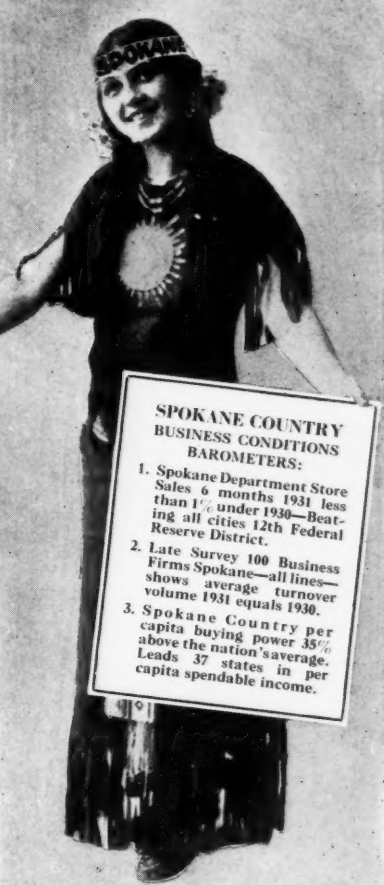 SPOKANE
SPOKANE COUNTRY
BUSINESS CONDITIONS
BAROMETERS:
1. Spokane Department Store
Sales 6 months 1931 less
than 1% under 1930—Beat-
ing all cities 12th Federal
Reserve District.
2. Late Survey 100 Business
Firms Spokane—all lines—
shows average turnover
volume 1931 equals 1930.
3. Spokane Country per
capita buying power 35%
above the nation's average.
Leads 37 states in per
capita spendable income.